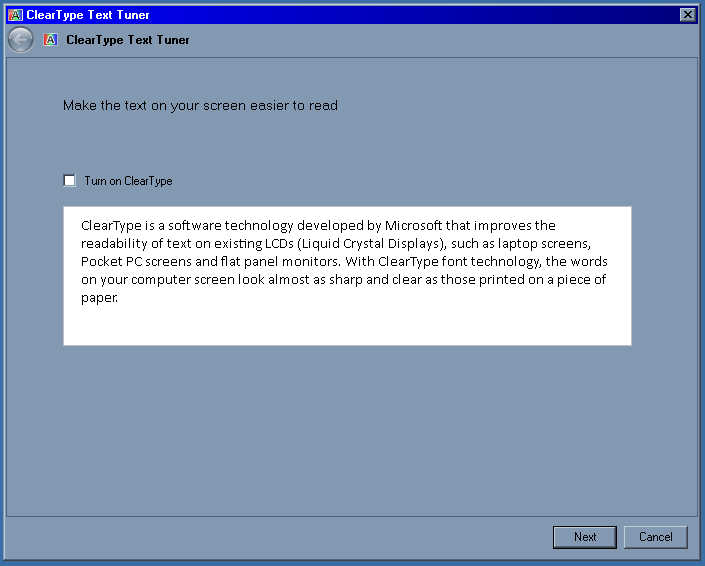 ClearType Text Tuner
ClearType Text Tuner
Make the text on your screen easier to read
Turn on ClearType
ClearType is a software technology developed by Microsoft that improves the
readability of text on existing LCDs (Liquid Crystal Displays), such as laptop screens,
Pocket PC screens and flat panel monitors. With ClearType font technology, the words
on your computer screen look almost as sharp and clear as those printed on a piece of
paper.
Next
Cancel